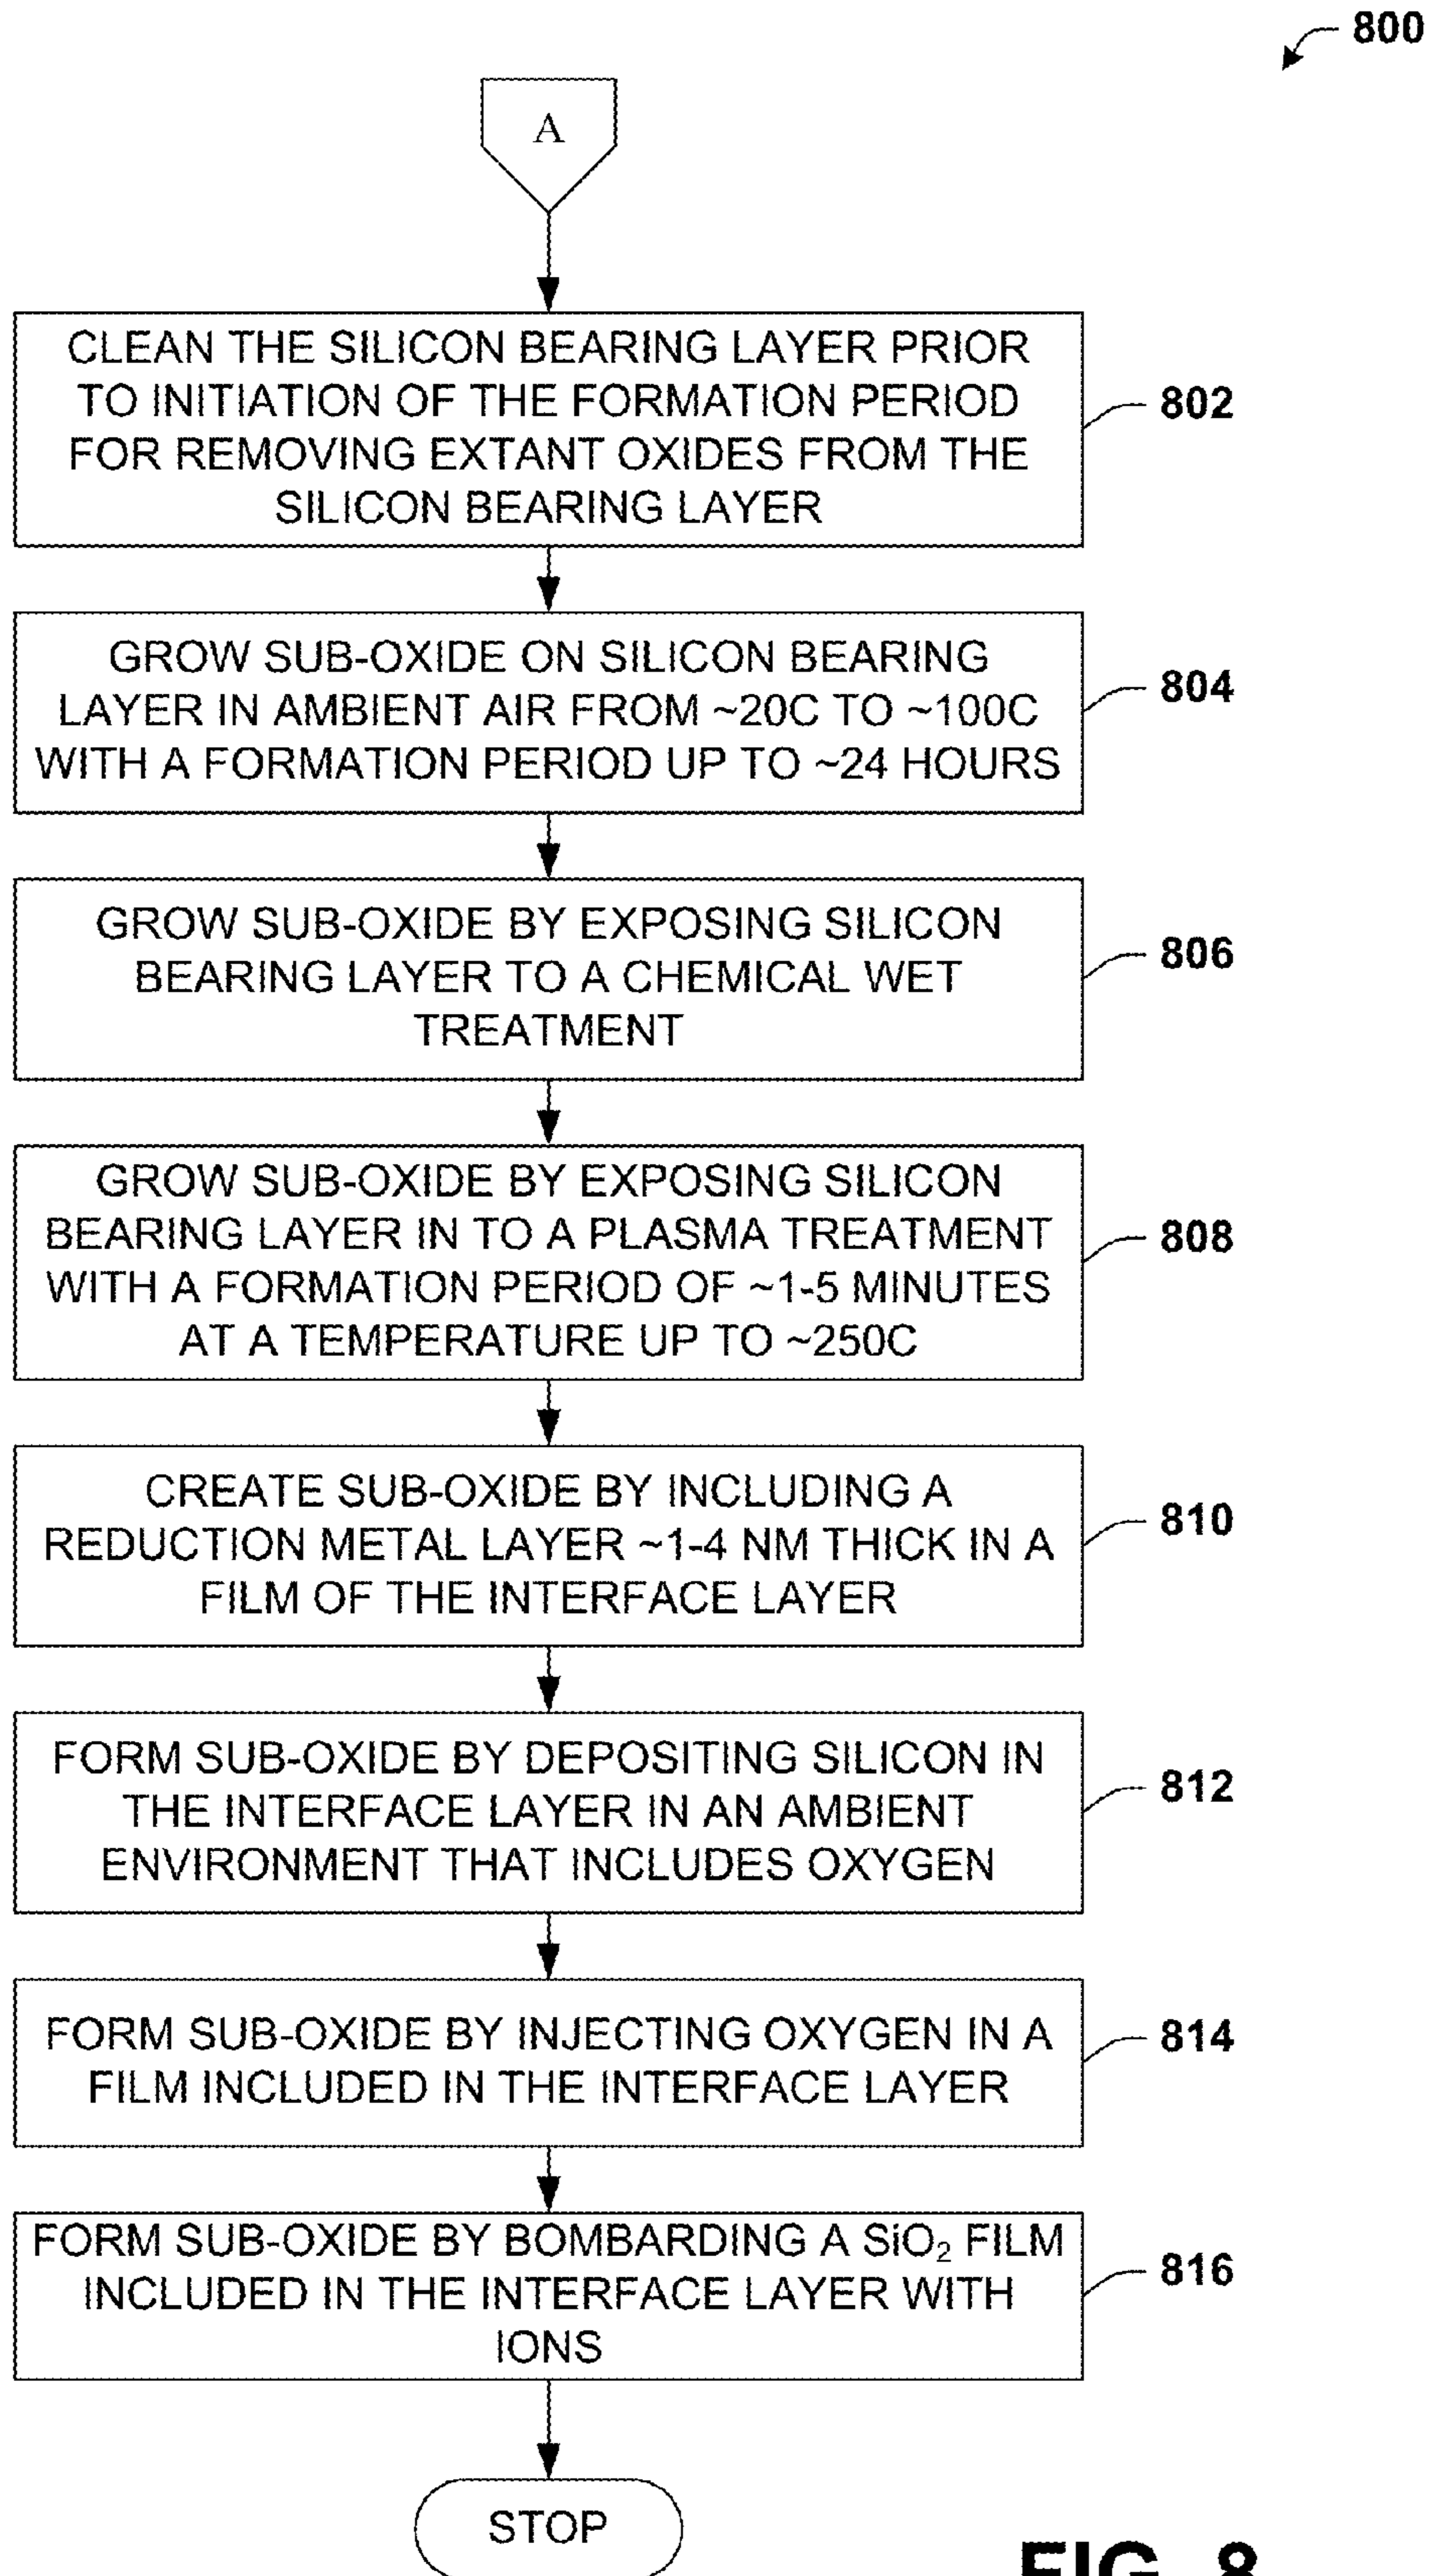 800
A
CLEAN THE SILICON BEARING LAYER PRIOR
TO INITIATION OF THE FORMATION PERIOD
FOR REMOVING EXTANT OXIDES FROM THE
SILICON BEARING LAYER
802
GROW SUB-OXIDE ON SILICON BEARING
LAYER IN AMBIENT AIR FROM ~20C TO ~100C
WITH A FORMATION PERIOD UP TO ~24 HOURS
804
GROW SUB-OXIDE BY EXPOSING SILICON
BEARING LAYER TO A CHEMICAL WET
TREATMENT
806
GROW SUB-OXIDE BY EXPOSING SILICON
BEARING LAYER IN TO A PLASMA TREATMENT
WITH A FORMATION PERIOD OF ~1-5 MINUTES
AT A TEMPERATURE UP TO ~250C
808
CREATE SUB-OXIDE BY INCLUDING A
REDUCTION METAL LAYER ~1-4 NM THICK IN A
FILM OF THE INTERFACE LAYER
810
FORM SUB-OXIDE BY DEPOSITING SILICON IN
THE INTERFACE LAYER IN AN AMBIENT
ENVIRONMENT THAT INCLUDES OXYGEN
812
FORM SUB-OXIDE BY INJECTING OXYGEN IN A
FILM INCLUDED IN THE INTERFACE LAYER
814
FORM SUB-OXIDE BY BOMBARDING A SiO₂ FILM
INCLUDED IN THE INTERFACE LAYER WITH
IONS
816
STOP
FIG. 8